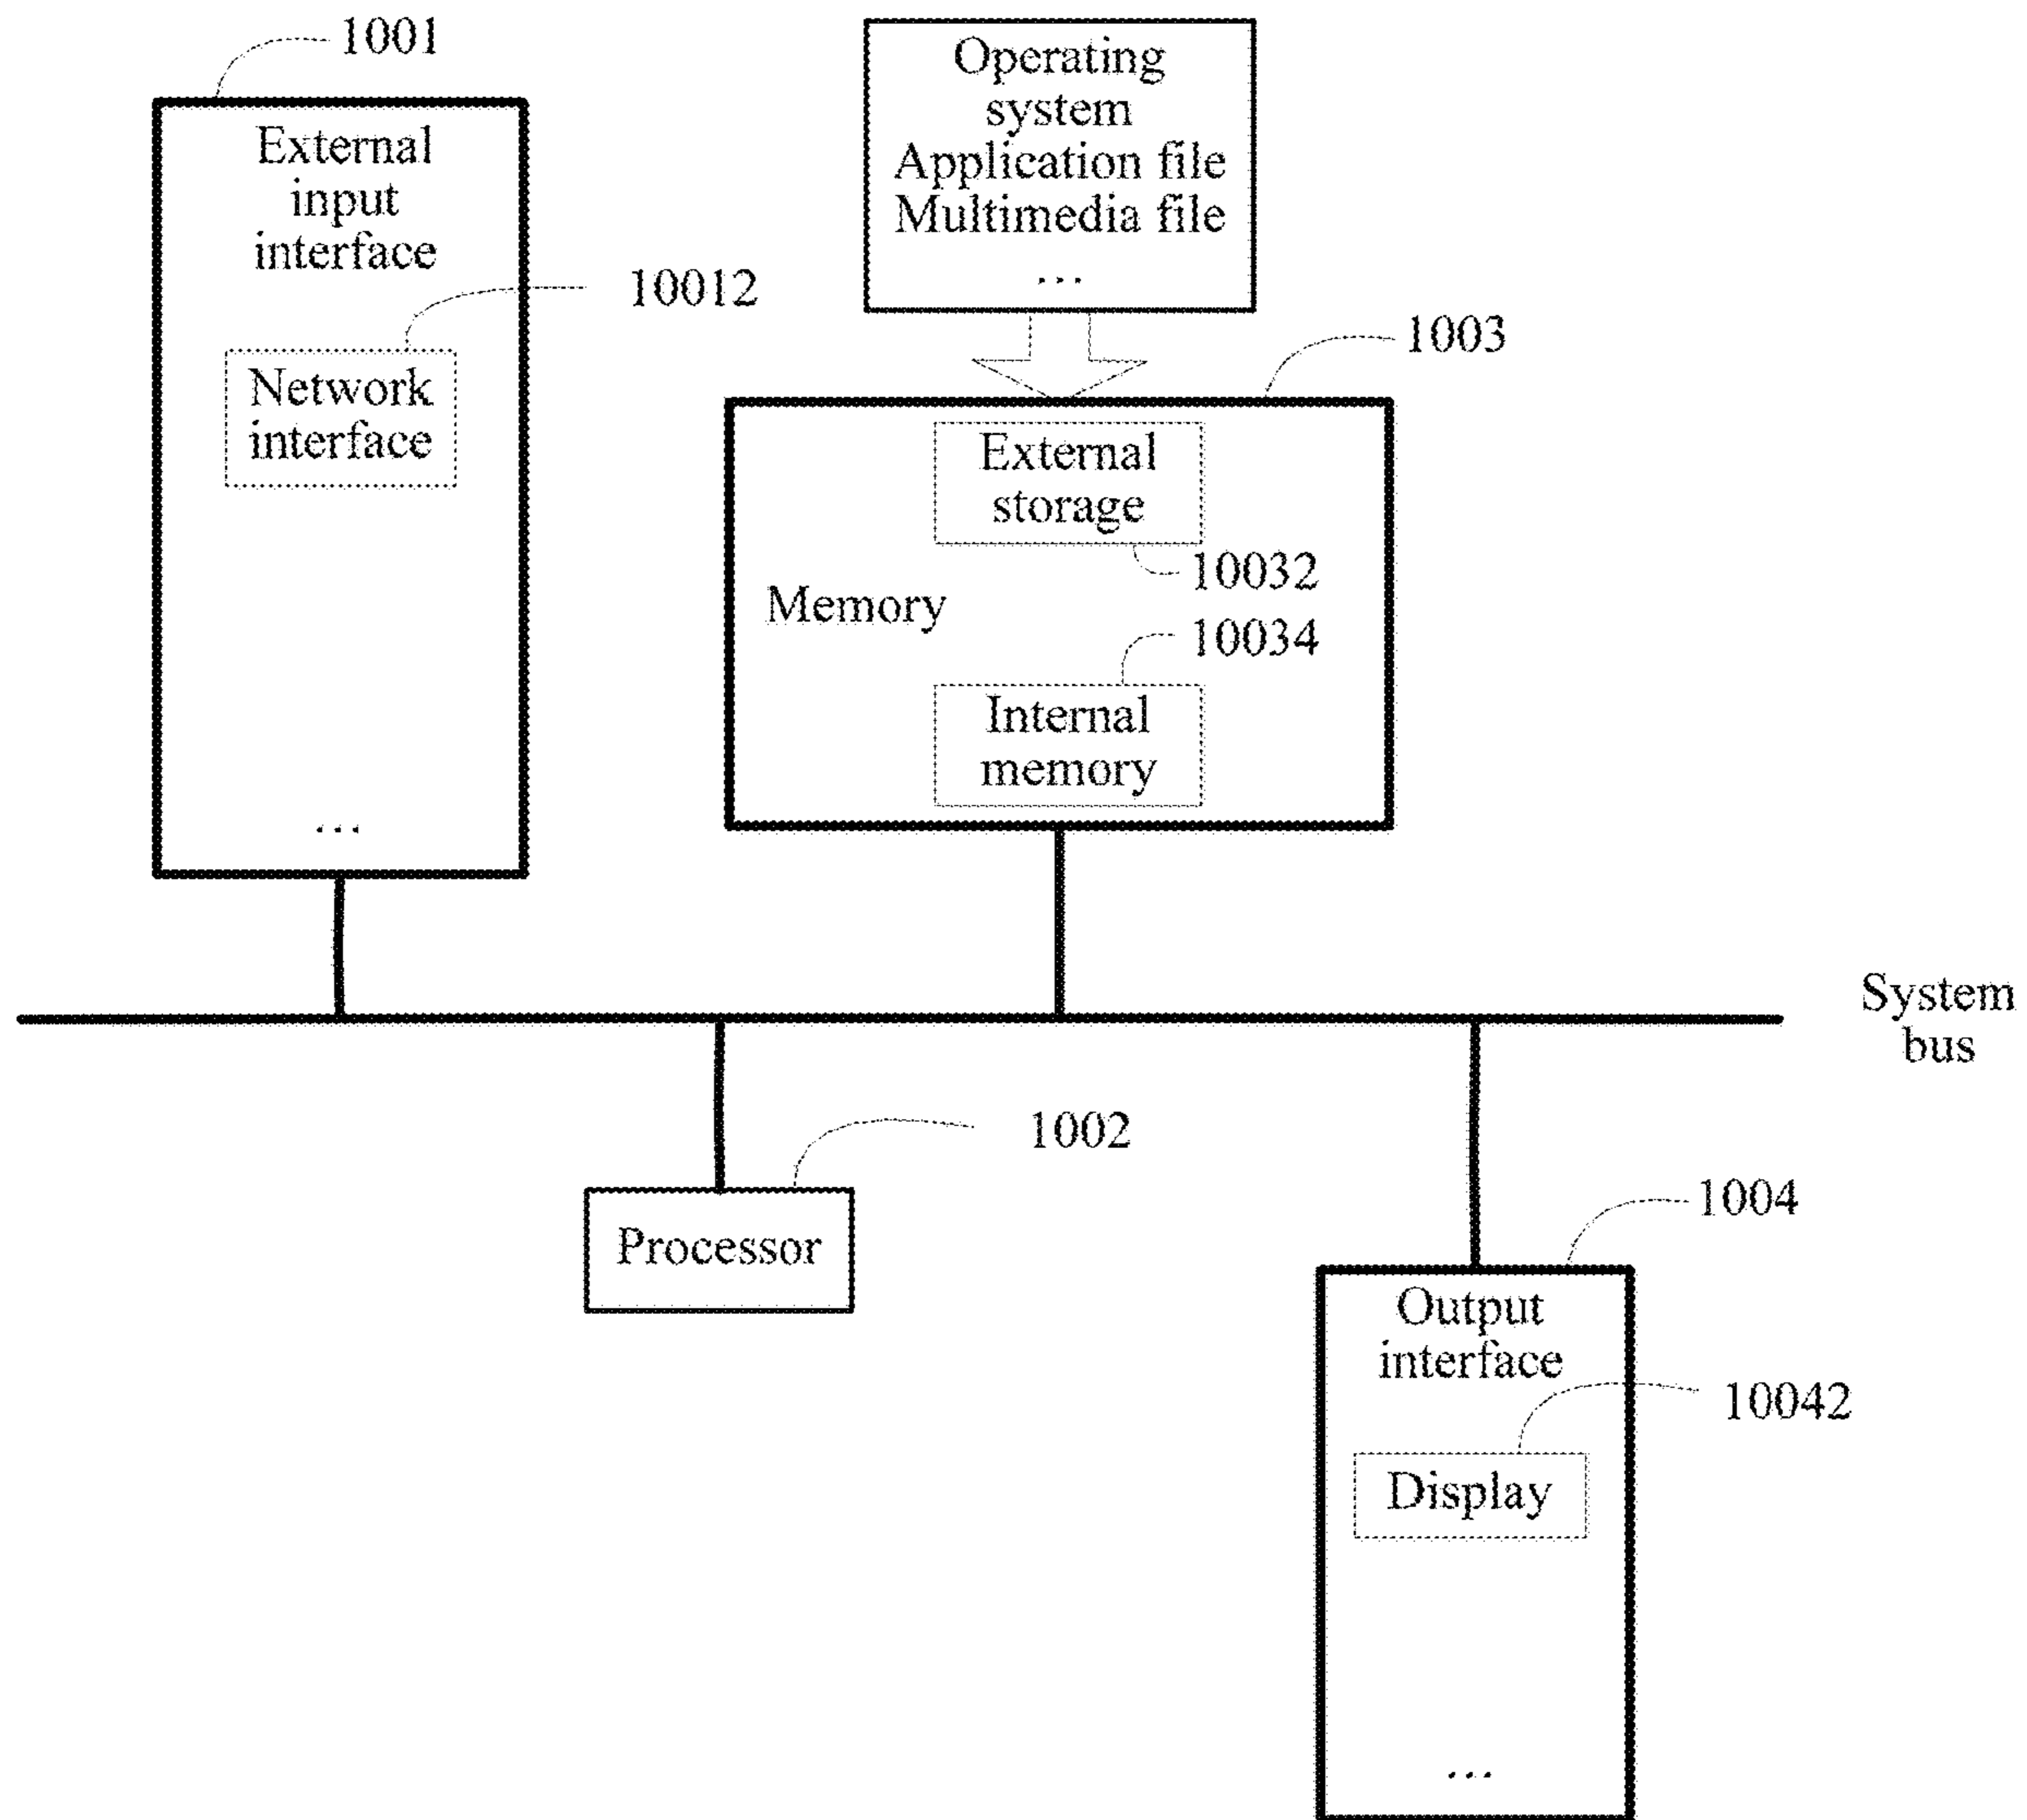 1001
External
input
interface
10012
Network
interface
...
Operating
system
Application file
Multimedia file
...
1003
External
storage
10032
Memory
10034
Internal
memory
System
bus
1002
Processor
1004
Output
interface
10042
Display
...